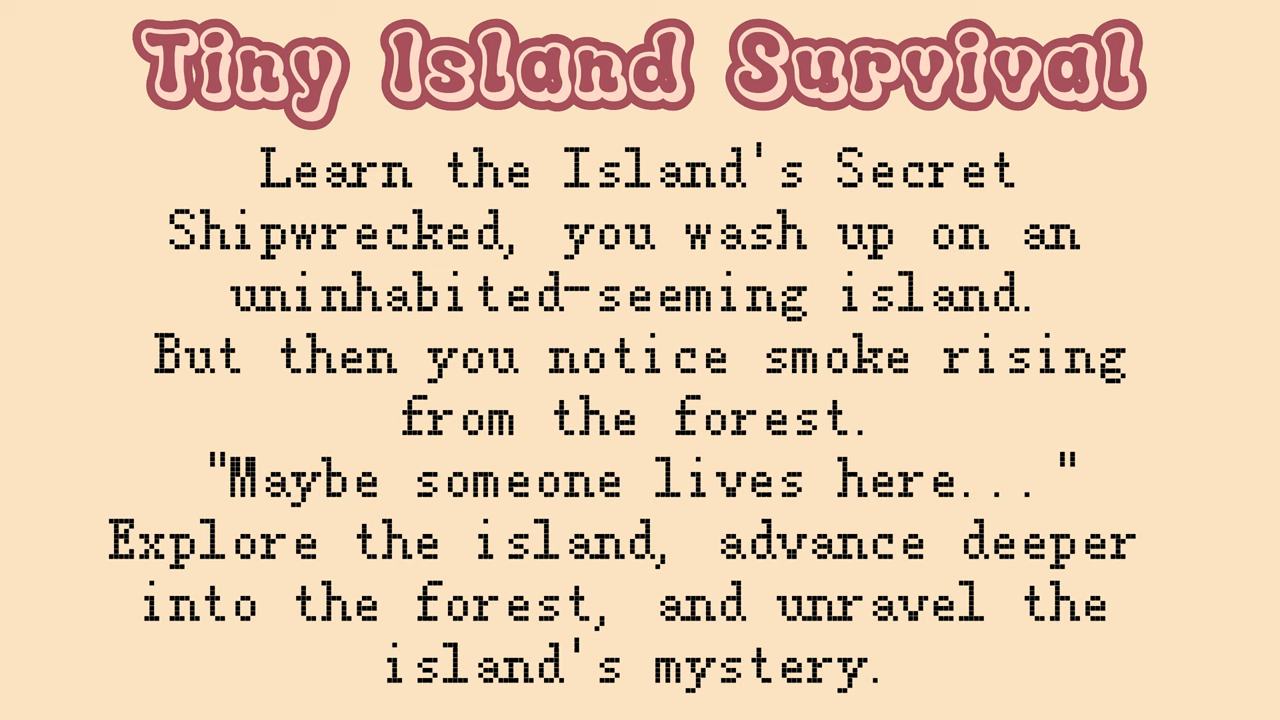 Tiny Island Survival
Learn the Island's Secret
Shipwrecked, you wash up on an
uninhabited-seeming island.
But then you notice smoke rising
from the forest.
"Maybe someone lives here..."
Explore the island, advance deeper
into the forest, and unravel the
island's mystery.